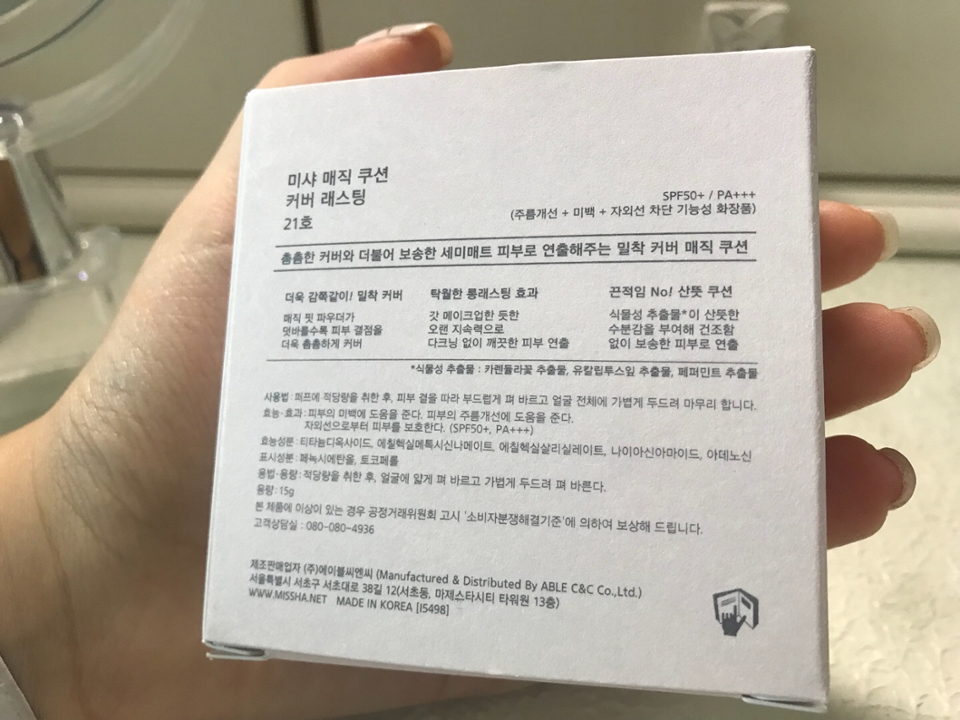 미샤 매직 쿠션
커버 래스팅
21호
SPF50+ / PA+++
(주름개선 + 미백 + 자외선 차단 기능성 화장품)
촘촘한 커버와 더불어 보송한 세미매트 피부로 연출해주는 밀착 커버 매직 쿠션
더욱 감쪽같이! 밀착 커버
매직 핏 파우더가
덧바를수록 피부 결점을
더욱 촘촘하게 커버
탁월한 롱래스팅 효과
갓 메이크업한 듯한
오랜 지속력으로
다크닝 없이 깨끗한 피부 연출
끈적임 No! 산뜻 쿠션
식물성 추출물*이 산뜻한
수분감을 부여해 건조함
없이 보송한 피부로 연출
*식물성 추출물 : 카렌듈라꽃 추출물, 유칼립투스잎 추출물, 페퍼민트 추출물
사용법 : 퍼프에 적당량을 취한 후, 피부 결을 따라 부드럽게 펴 바르고 얼굴 전체에 가볍게 두드려 마무리 합니다.
효능·효과 : 피부의 미백에 도움을 준다. 피부의 주름개선에 도움을 준다.
자외선으로부터 피부를 보호한다. (SPF50+, PA+++)
효능성분 : 티타늄디옥사이드, 에칠헥실메톡시신나메이트, 에칠헥실살리실레이트, 나이아신아마이드, 아데노신
표시성분 : 페녹시에탄올, 토코페롤
용법·용량 : 적당량을 취한 후, 얼굴에 얇게 펴 바르고 가볍게 두드려 펴 바른다.
용량 : 15g
본 제품에 이상이 있는 경우 공정거래위원회 고시 '소비자분쟁해결기준'에 의하여 보상해 드립니다.
고객상담실 : 080-080-4936
제조판매업자 (주)에이블씨엔씨 (Manufactured & Distributed By ABLE C&C Co.,Ltd.)
서울특별시 서초구 서초대로 38길 12(서초동, 마제스타시티 타워원 13층)
WWW.MISSHA.NET MADE IN KOREA [I5498]